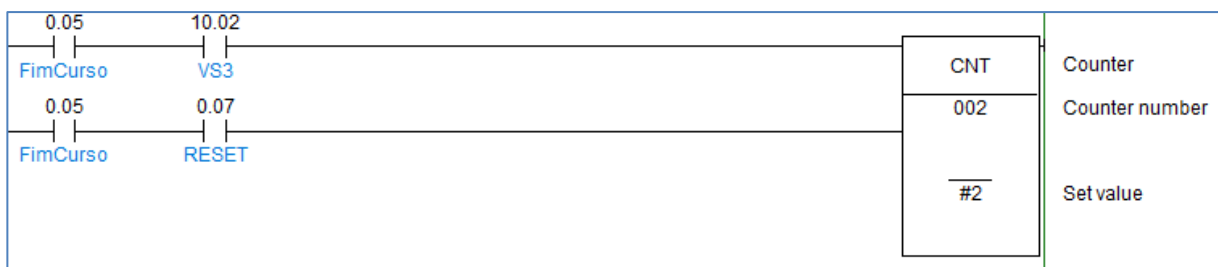 0.05 10.02
FimCurso VS3
CNT Counter
0.05 0.07
002 Counter number
FimCurso RESET
#2 Set value